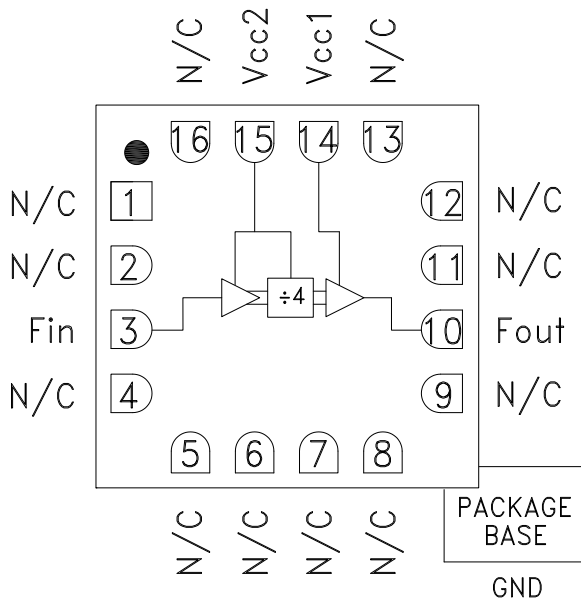 N/C
Vcc2
Vcc1
N/C
16
15
14
13
N/C
1
12
N/C
N/C
2
11
N/C
÷4
Fin
3
10
Fout
N/C
4
9
N/C
5
6
7
8
N/C
N/C
N/C
N/C
PACKAGE
BASE
GND